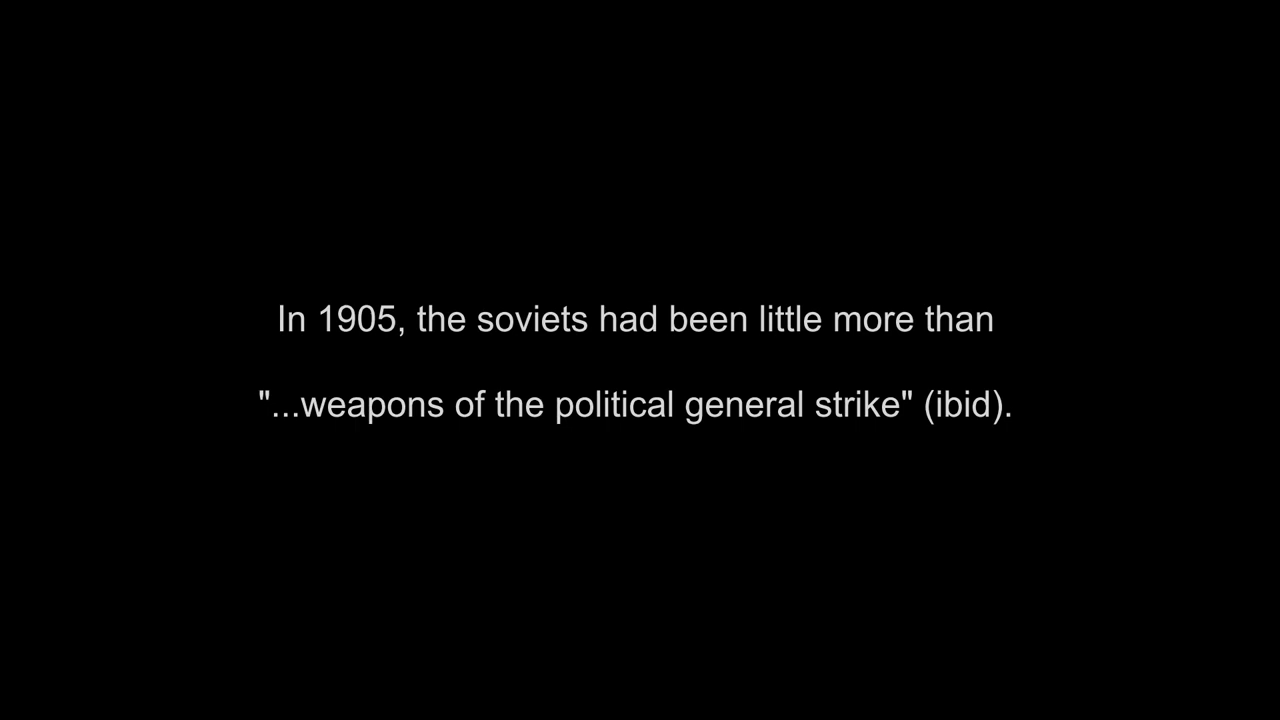 In 1905, the soviets had been little more than
"...weapons of the political general strike" (ibid).